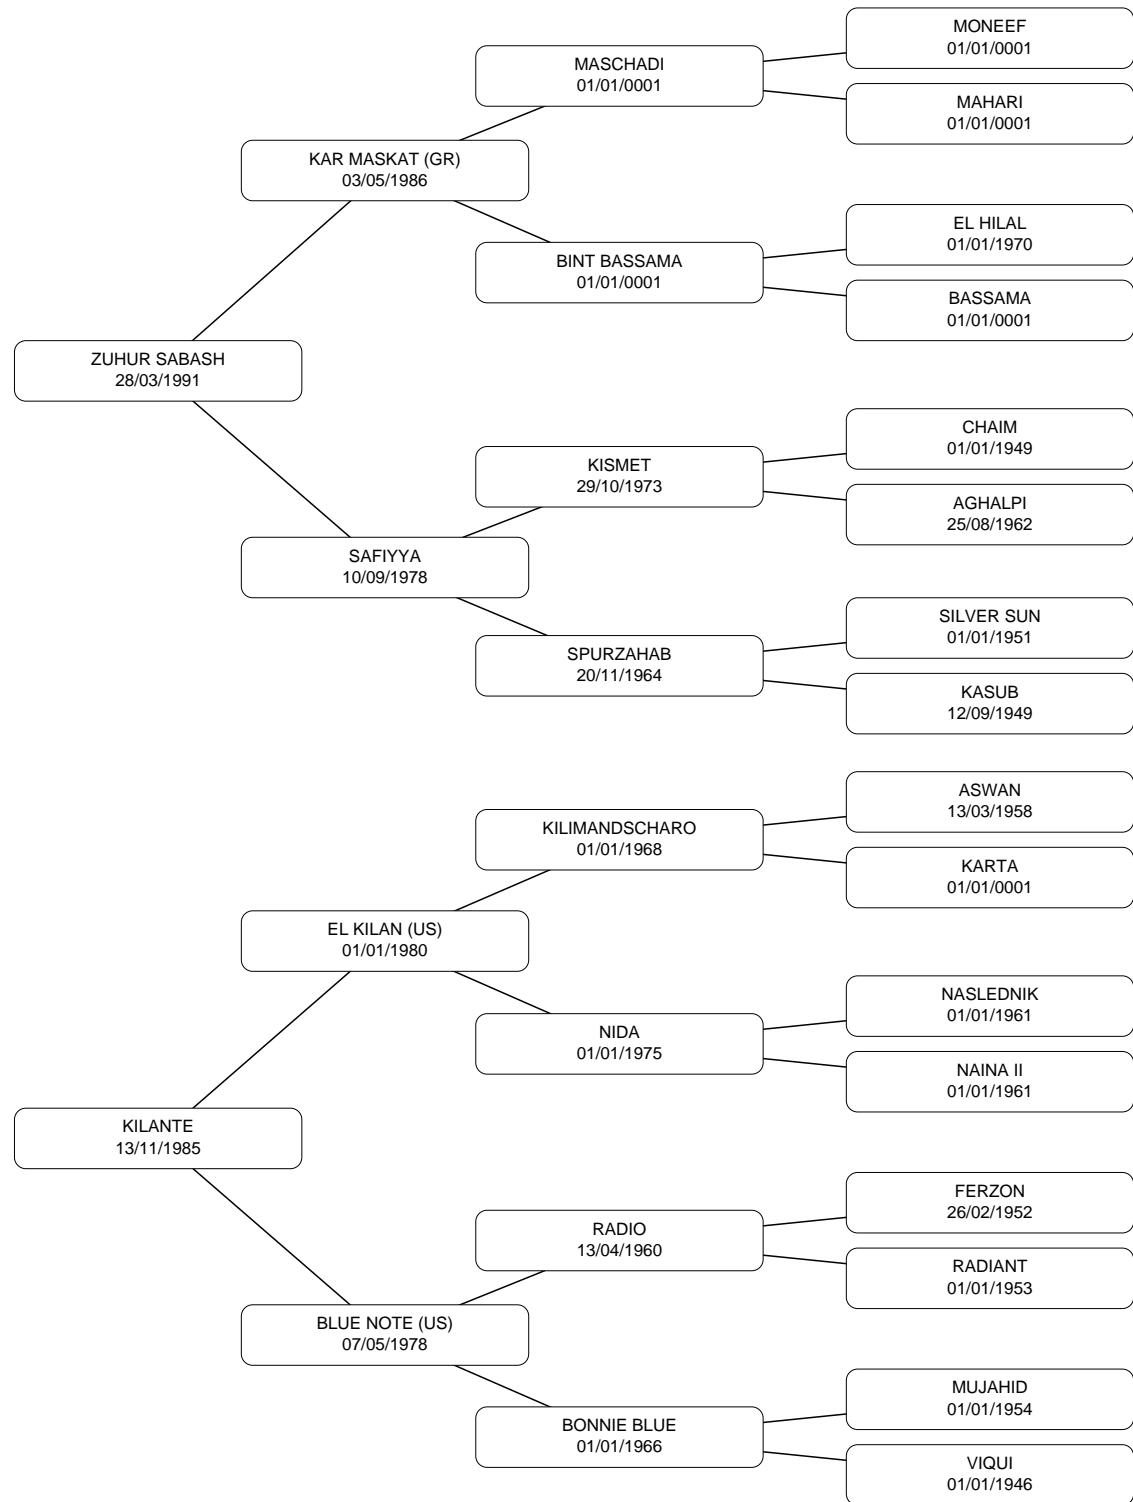 MONEEF
01/01/0001
MASCHADI
01/01/0001
MAHARI
01/01/0001
KAR MASKAT (GR)
03/05/1986
EL HILAL
01/01/1970
BINT BASSAMA
01/01/0001
BASSAMA
01/01/0001
ZUHUR SABASH
28/03/1991
CHAIM
01/01/1949
KISMET
29/10/1973
AGHALPI
25/08/1962
SAFIYYA
10/09/1978
SILVER SUN
01/01/1951
SPURZAHAB
20/11/1964
KASUB
12/09/1949
ASWAN
13/03/1958
KILIMANDSCHARO
01/01/1968
KARTA
01/01/0001
EL KILAN (US)
01/01/1980
NASLEDNIK
01/01/1961
NIDA
01/01/1975
NAINA II
01/01/1961
KILANTE
13/11/1985
FERZON
26/02/1952
RADIO
13/04/1960
RADIANT
01/01/1953
BLUE NOTE (US)
07/05/1978
MUJAHID
01/01/1954
BONNIE BLUE
01/01/1966
VIQUI
01/01/1946